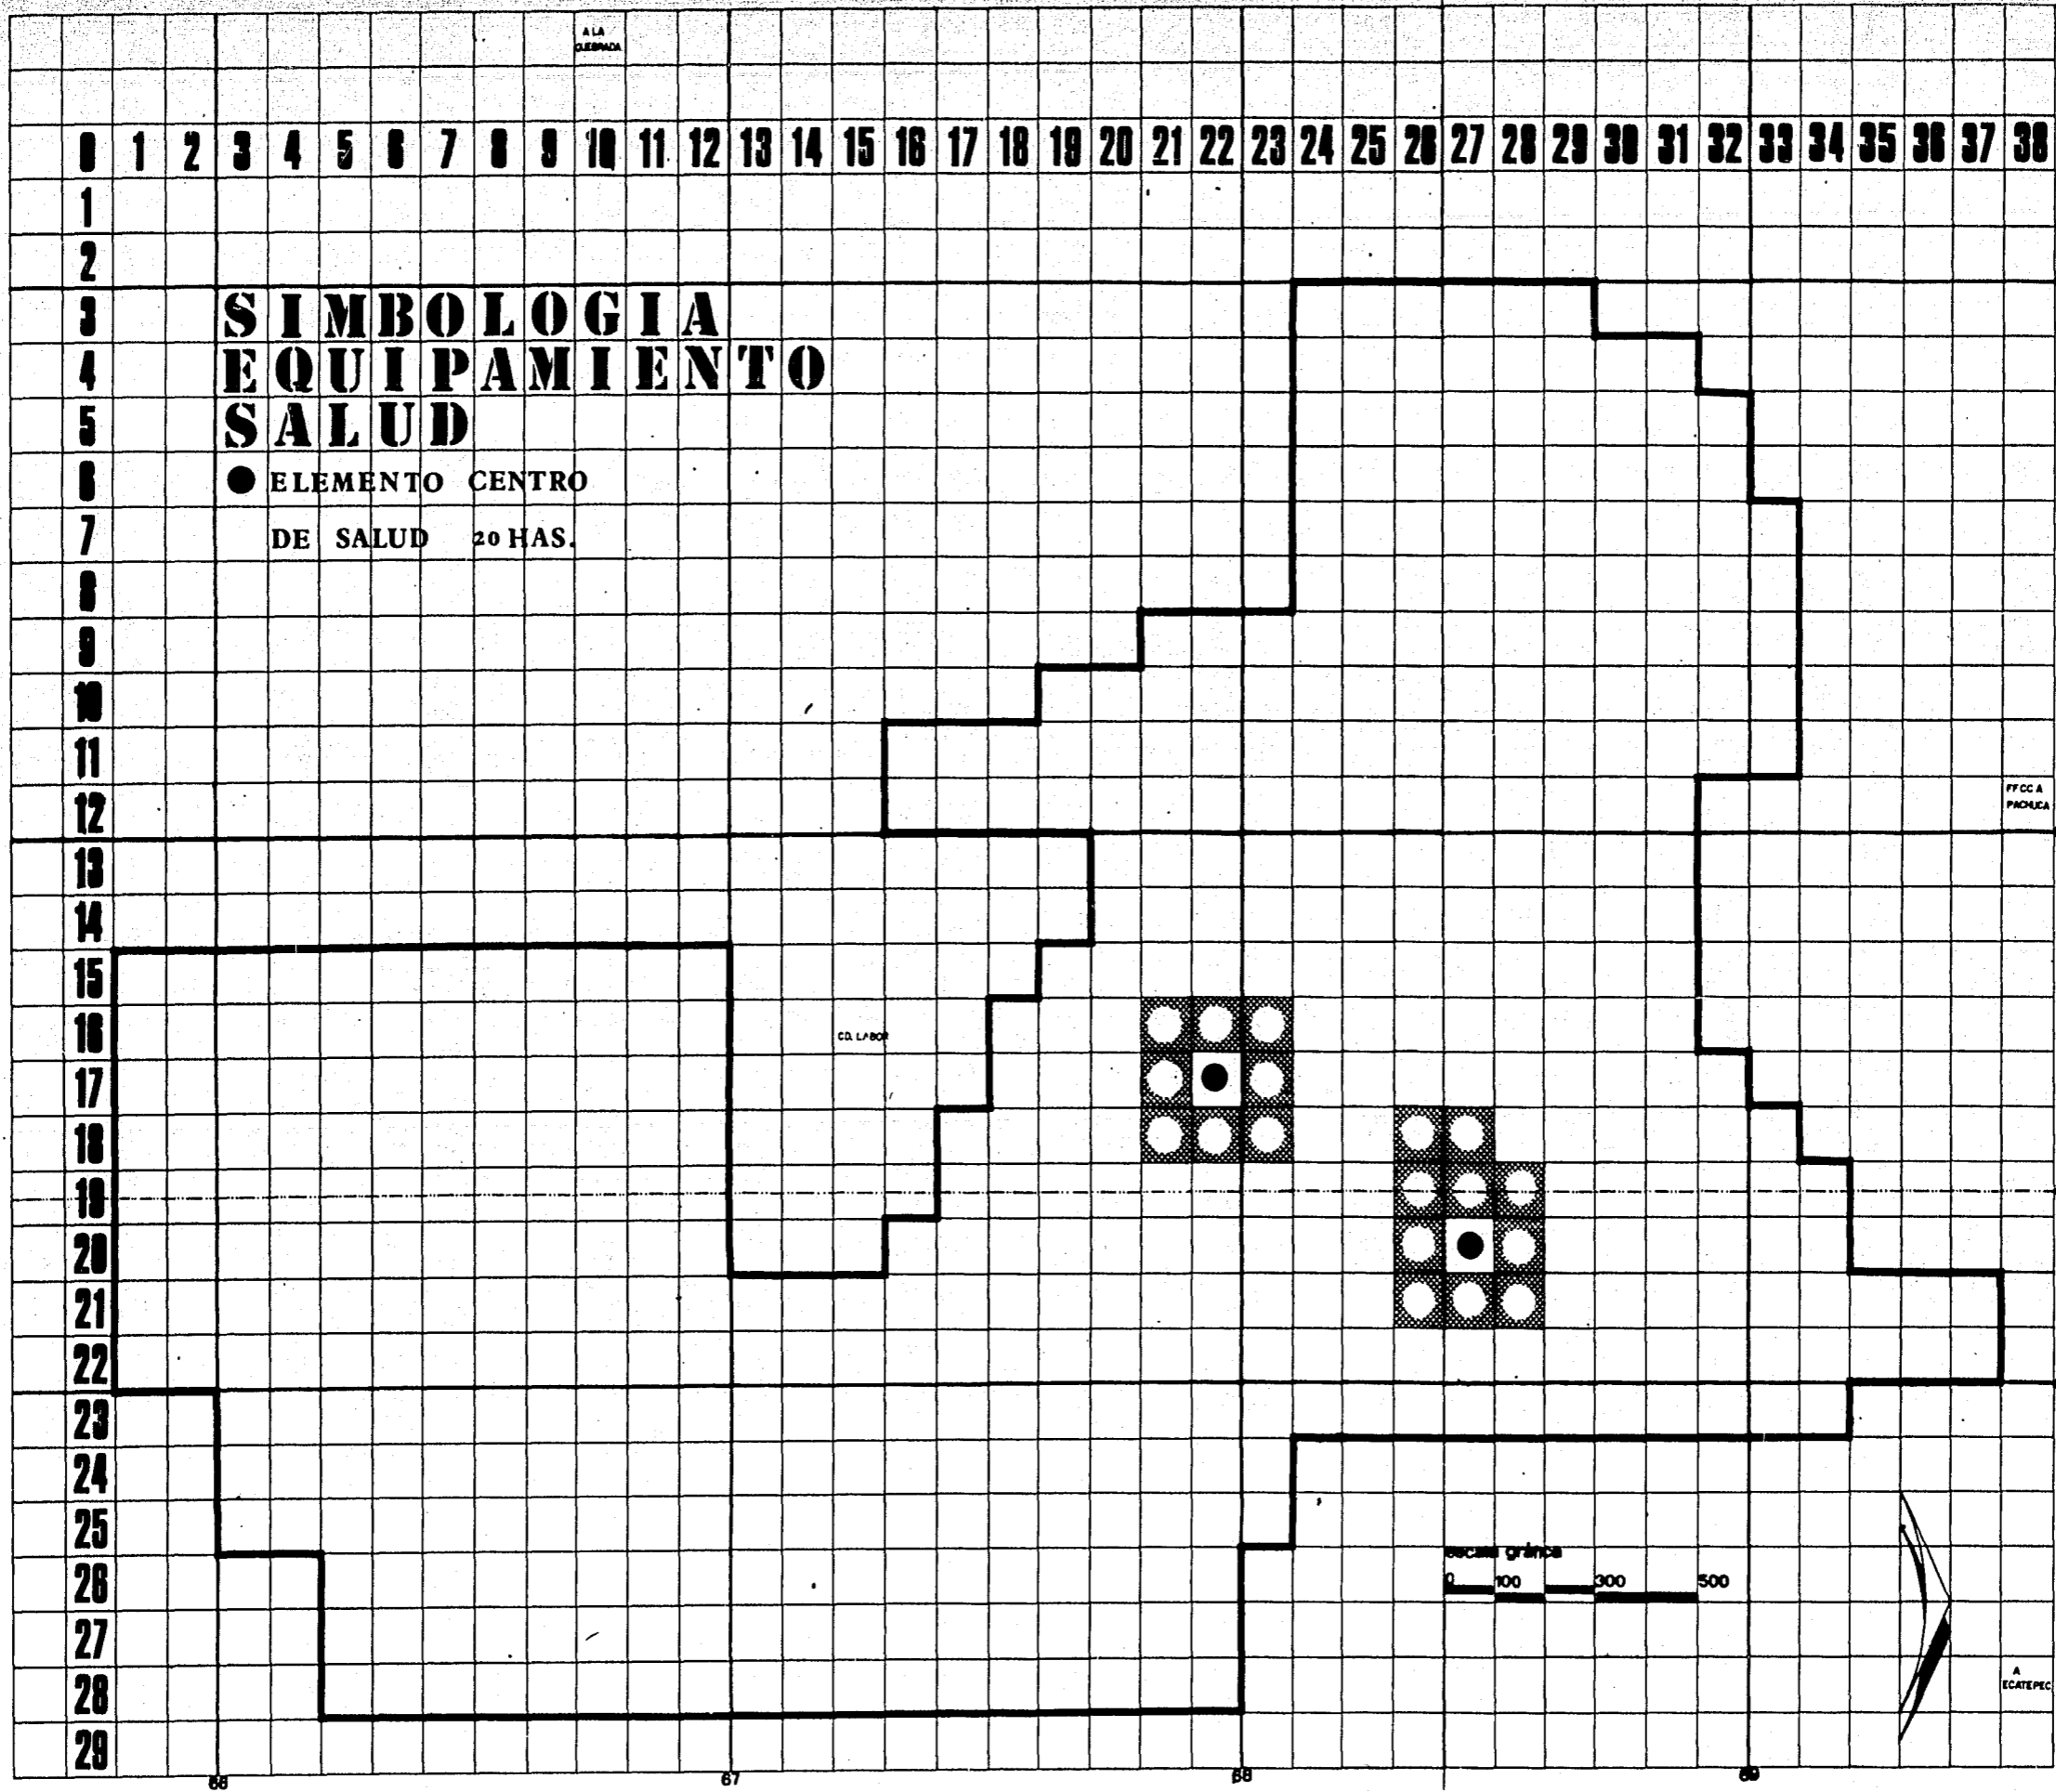 A LA
QUEBRADA
0 1 2 3 4 5 6 7 8 9 10 11 12 13 14 15 16 17 18 19 20 21 22 23 24 25 26 27 28 29 30 31 32 33 34 35 36 37 38
1
2
3
SIMBOLOGIA
4
EQUIPAMIENTO
5
SALUD
6
ELEMENTO CENTRO
7
DE SALUD 20 HAS.
8
9
10
11
12
FFCC A
PACHUCA
13
14
15
16
CD. LABOR
17
18
19
20
21
22
23
24
25
26
escala gráfica
0 100 300 500
27
28
A
ECATEPEC
29
66 67 68 69